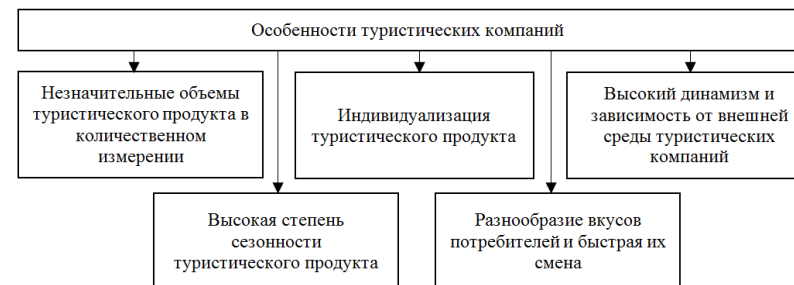 Особенности туристических компаний
Незначительные объемы
туристического продукта в
количественном
измерении
Индивидуализация
туристического продукта
Высокий динамизм и
зависимость от внешней
среды туристических
компаний
Высокая степень
сезонности
туристического продукта
Разнообразие вкусов
потребителей и быстрая их
смена